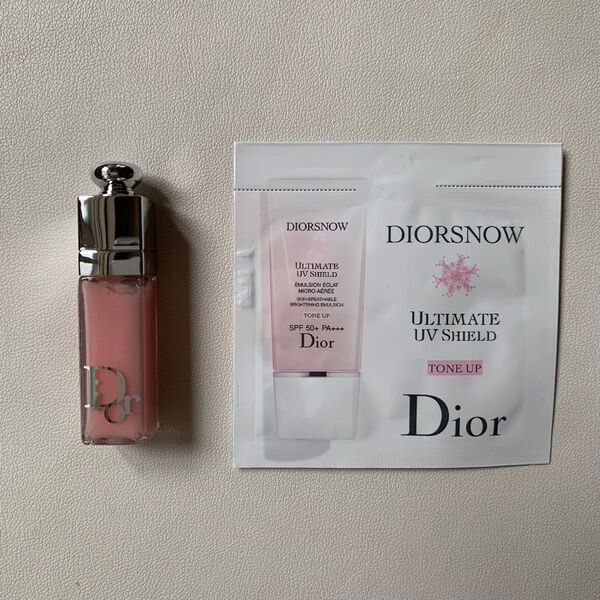 Dior
DIORSNOW
ULTIMATE
UV SHIELD
ÉMULSION ÉCLAT
MICRO-AÉRÉE
SKIN-BREATHABLE
BRIGHTENING EMULSION
TONE UP
SPF 50+ PA+++
Dior
DIORSNOW
ULTIMATE
UV SHIELD
TONE UP
Dior